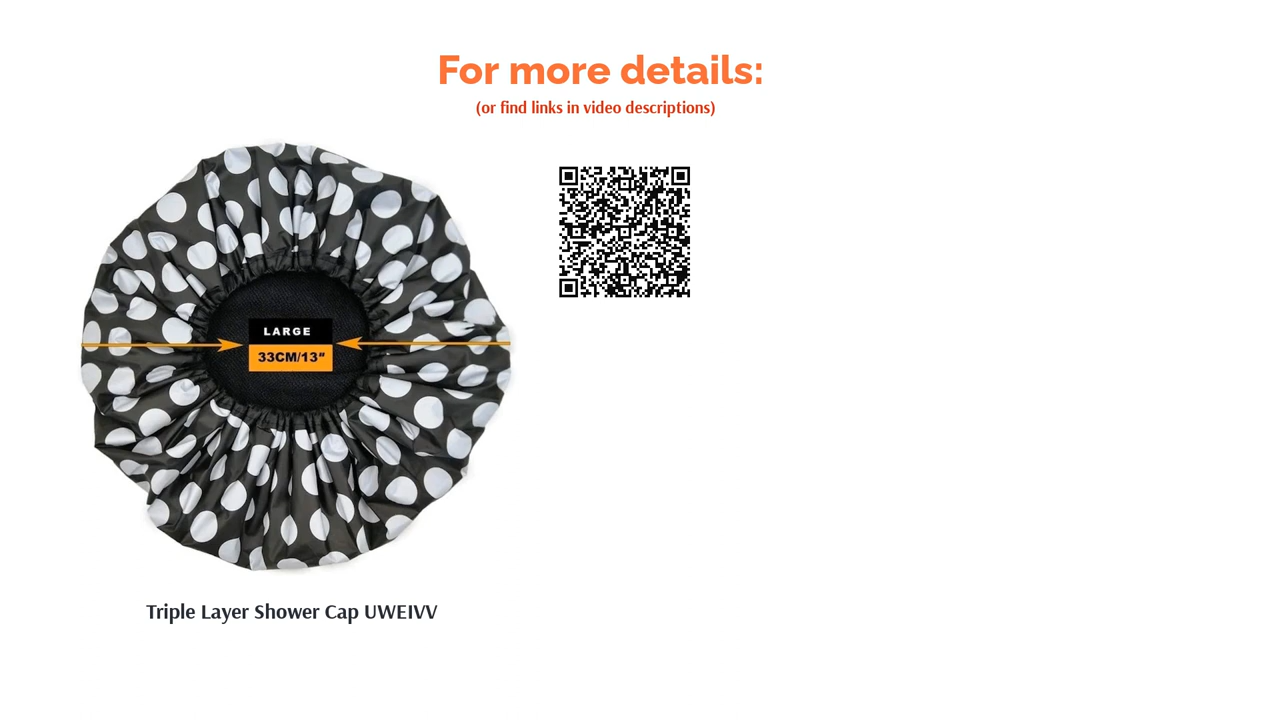 For more details:
(or find links in video descriptions)
LARGE
33CM/13"
Triple Layer Shower Cap UWEIVV